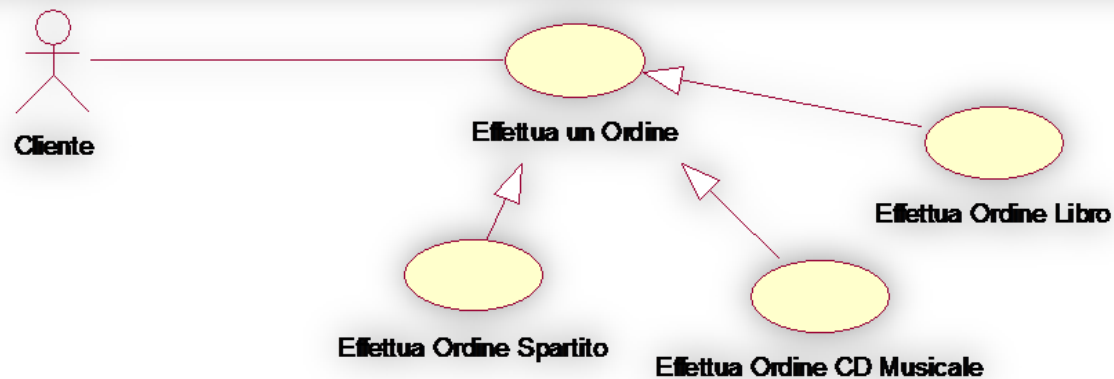 Cliente
Effettua un Ordine
Effettua Ordine Libro
Effettua Ordine Spartito
Effettua Ordine CD Musicale